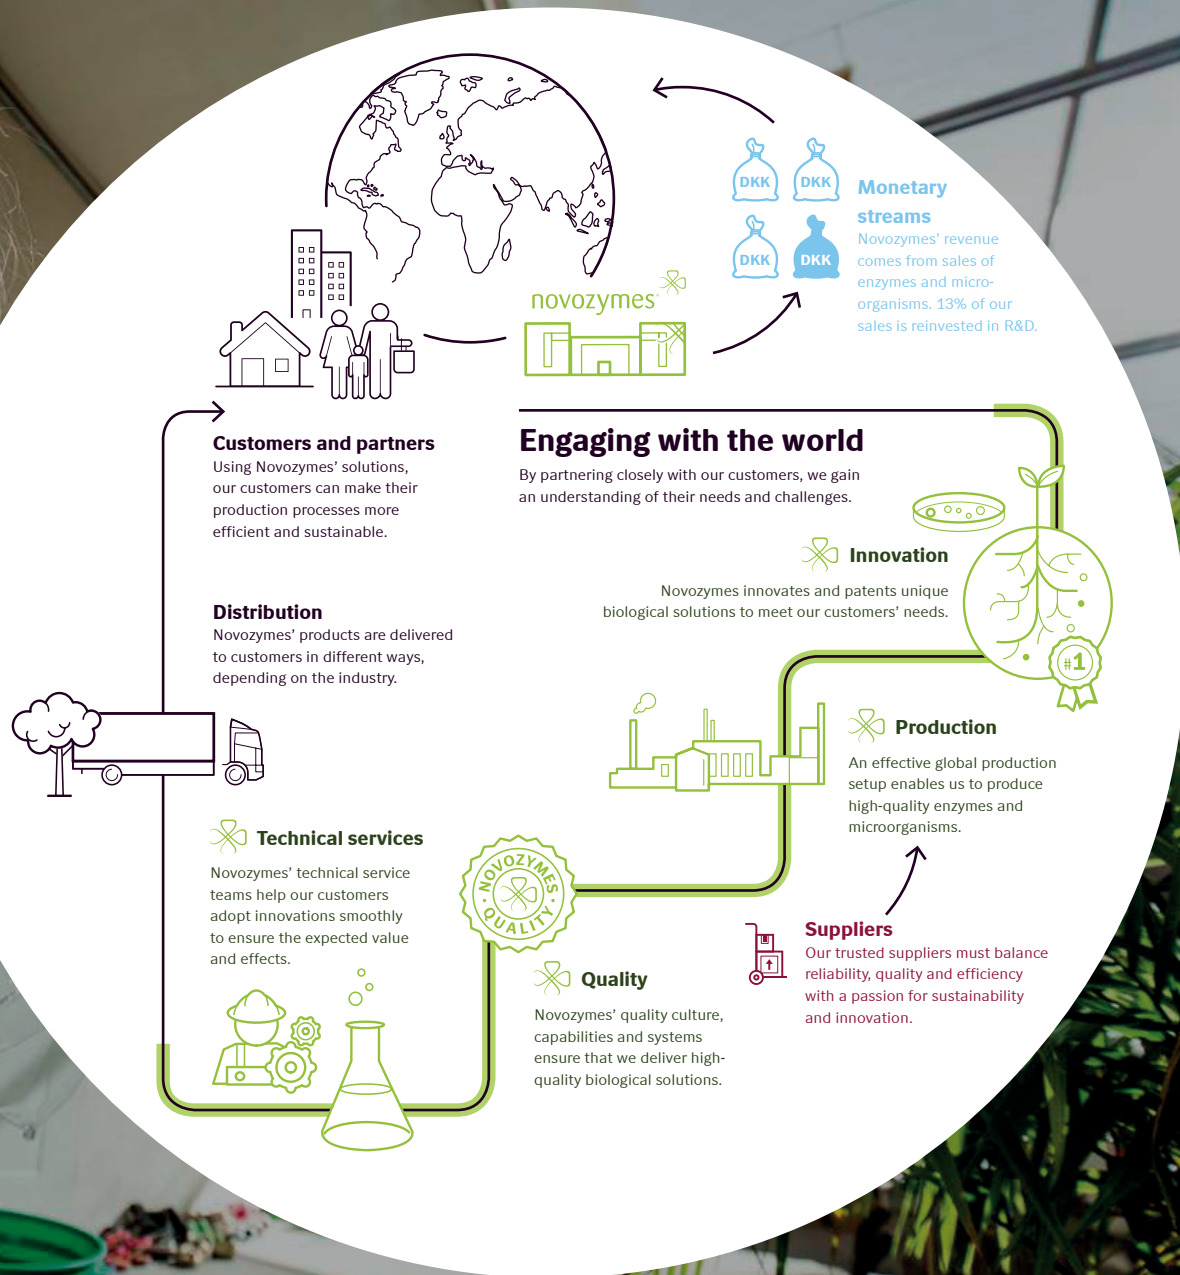 DKK
DKK
DKK
DKK
Monetary
streams
Novozymes’ revenue
comes from sales of
enzymes and micro-
organisms. 13% of our
sales is reinvested in R&D.
novozymes
Customers and partners
Using Novozymes’ solutions,
our customers can make their
production processes more
efficient and sustainable.
Engaging with the world
By partnering closely with our customers, we gain
an understanding of their needs and challenges.
Innovation
Novozymes innovates and patents unique
biological solutions to meet our customers’ needs.
#1
Distribution
Novozymes’ products are delivered
to customers in different ways,
depending on the industry.
Production
An effective global production
setup enables us to produce
high-quality enzymes and
microorganisms.
Technical services
Novozymes’ technical service
teams help our customers
adopt innovations smoothly
to ensure the expected value
and effects.
NOVOZYMES
QUALITY
Suppliers
Our trusted suppliers must balance
reliability, quality and efficiency
with a passion for sustainability
and innovation.
Quality
Novozymes’ quality culture,
capabilities and systems
ensure that we deliver high-
quality biological solutions.